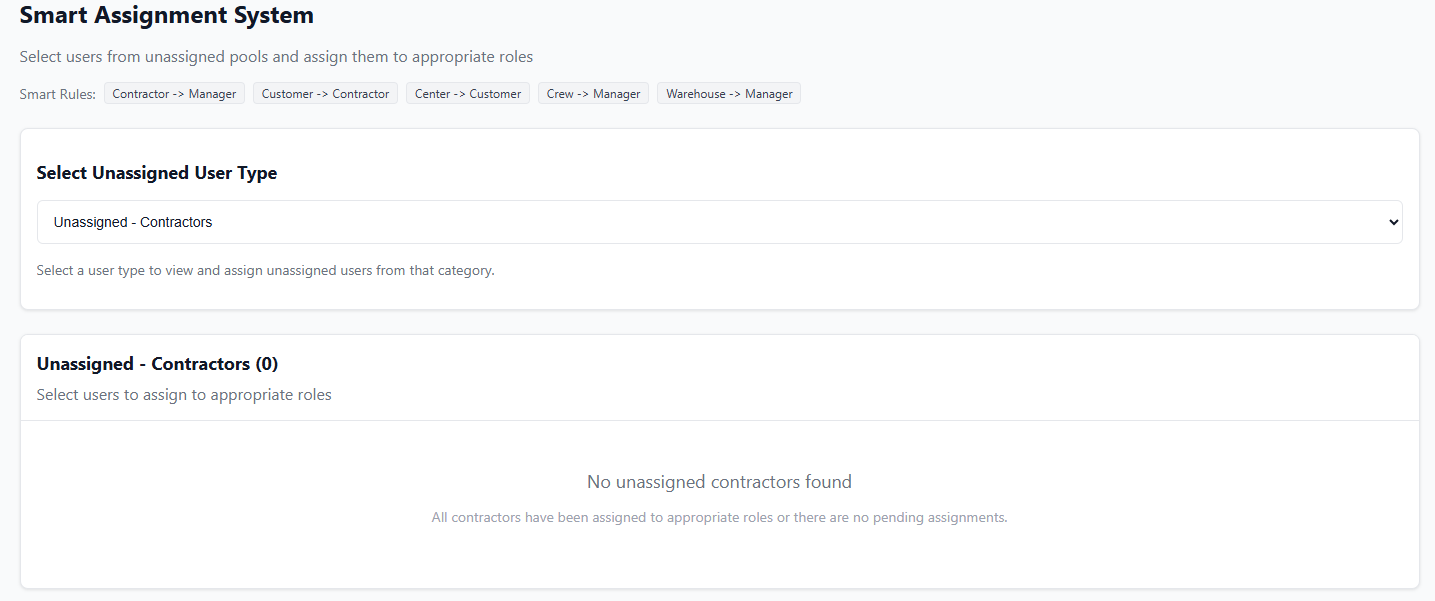 Smart Assignment System
Select users from unassigned pools and assign them to appropriate roles
Smart Rules: Contractor -> Manager Customer -> Contractor Center -> Customer Crew -> Manager Warehouse -> Manager
Select Unassigned User Type
Unassigned - Contractors
Select a user type to view and assign unassigned users from that category.
Unassigned - Contractors (0)
Select users to assign to appropriate roles
No unassigned contractors found
All contractors have been assigned to appropriate roles or there are no pending assignments.